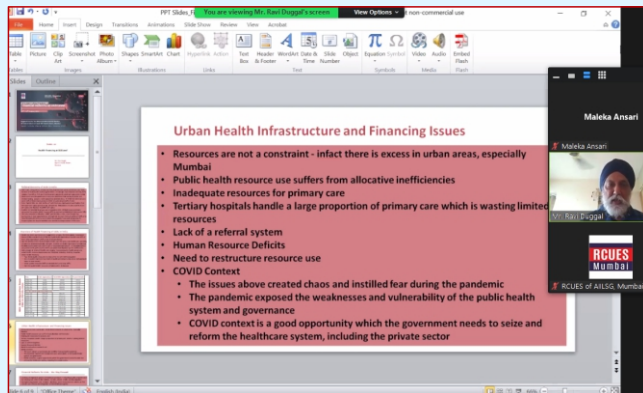 PPT Slides_F
You are viewing Mr. Ravi Duggal's screen
View Options
t non-commercial use
File Home Insert Design Transitions Animations Slide Show Review View Acrobat
Table Picture Clip Art Screenshot Photo Album Shapes SmartArt Chart Hyperlink Action Text Box Header & Footer WordArt Date & Time Slide Number Object Equation Symbol Video Audio Embed Flash
Tables Images Illustrations Links Text Symbols Media Flash
Slides Outline
Urban Health Infrastructure and Financing Issues
• Resources are not a constraint - infact there is excess in urban areas, especially
Mumbai
• Public health resource use suffers from allocative inefficiencies
• Inadequate resources for primary care
• Tertiary hospitals handle a large proportion of primary care which is wasting limited
resources
• Lack of a referral system
• Human Resource Deficits
• Need to restructure resource use
• COVID Context
• The issues above created chaos and instilled fear during the pandemic
• The pandemic exposed the weaknesses and vulnerability of the public health
system and governance
• COVID context is a good opportunity which the government needs to seize and
reform the healthcare system, including the private sector
Maleka Ansari
Maleka Ansari
Mr. Ravi Duggal
RCUES
Mumbai
RCUES of AIILSG, Mumbai
"Office Theme" English (India)